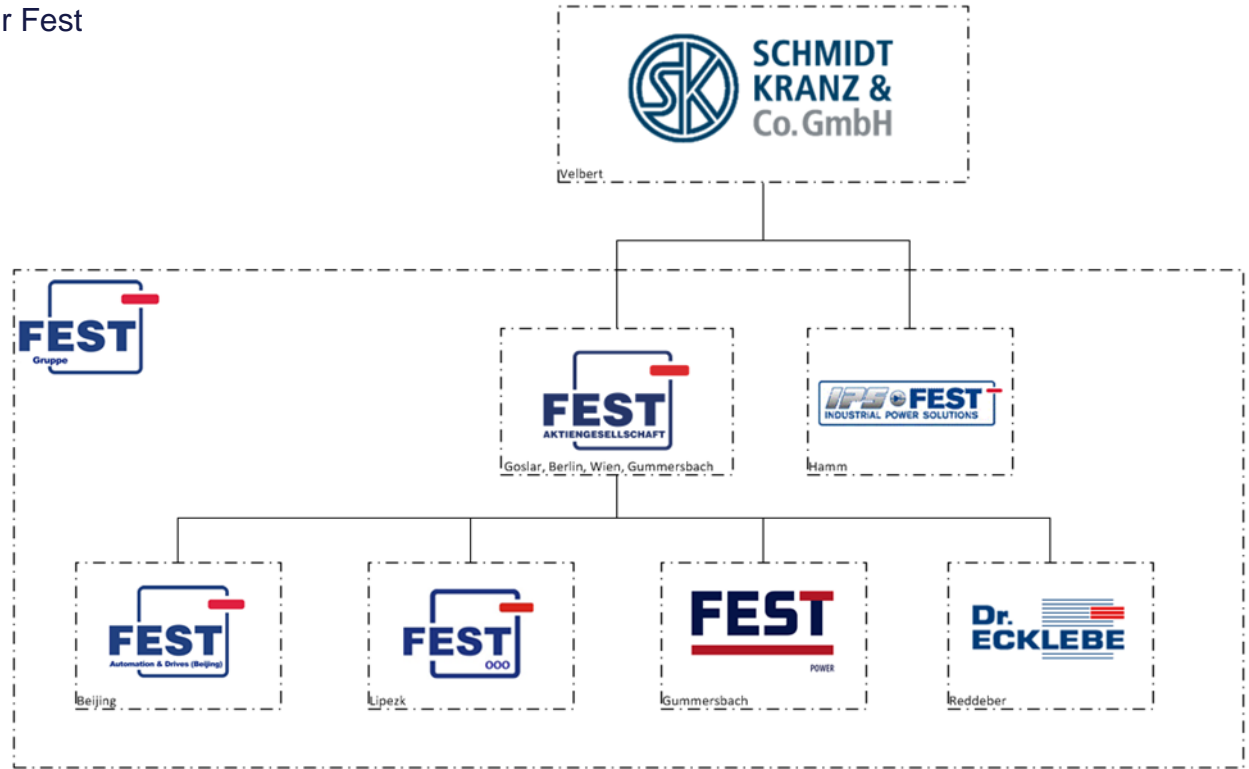 r Fest
SK
SCHMIDT
KRANZ &
Co. GmbH
Velbert
FEST
Gruppe
FEST
AKTIENGESELLSCHAFT
Goslar, Berlin, Wien, Gummersbach
IPS FEST
INDUSTRIAL POWER SOLUTIONS
Hamm
FEST
Automation & Drives (Beijing)
Beijing
FEST
OOO
Lipezk
FEST
POWER
Gummersbach
Dr.
ECKLEBE
Reddeber